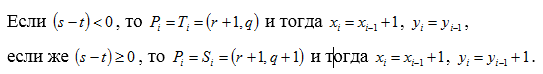 Если (s−t)<0, то P_i = T_i = (r+1,q) и тогда x_i = x_{i−1}+1, y_i = y_{i−1},
если же (s−t)≥0, то P_i = S_i = (r+1,q+1) и тогда x_i = x_{i−1}+1, y_i = y_{i−1}+1.